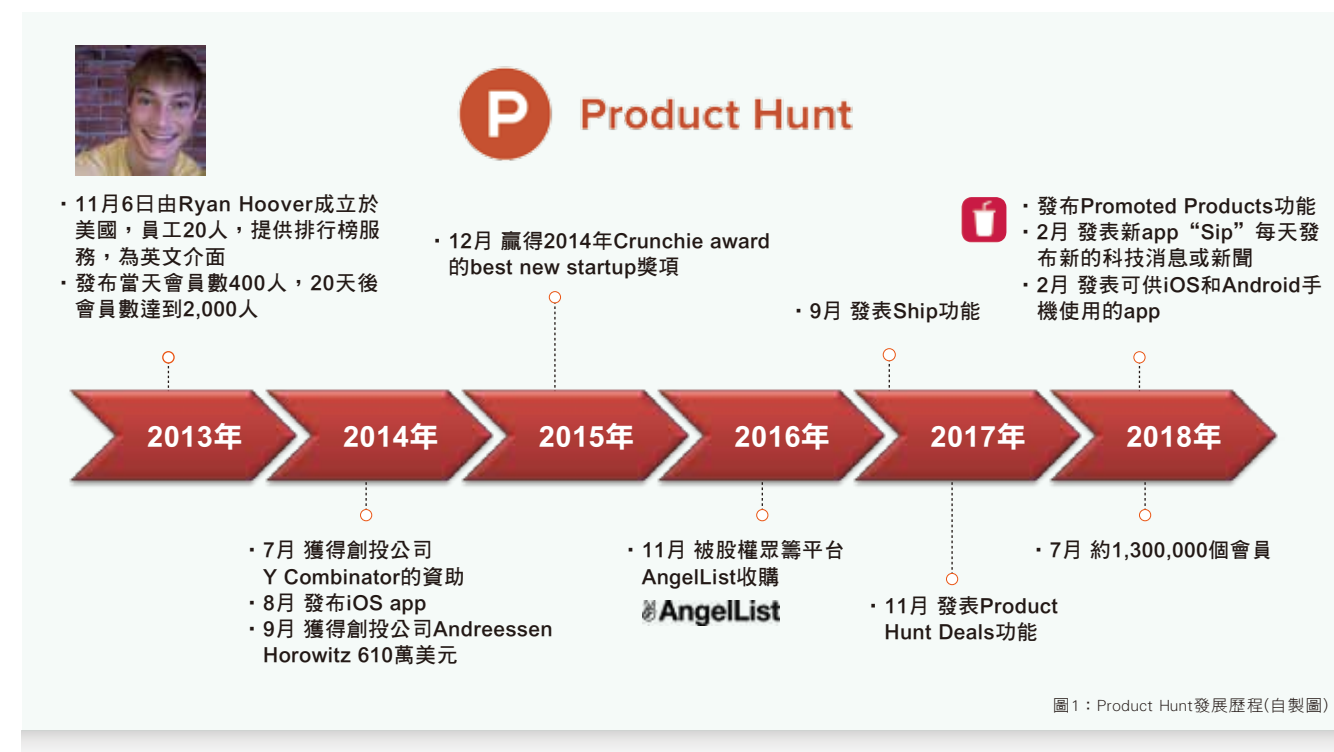 P Product Hunt
・11月6日由Ryan Hoover成立於
美國，員工20人，提供排行榜服
務，為英文介面
・發布當天會員數400人，20天後
會員數達到2,000人
・12月 贏得2014年Crunchie award
的best new startup獎項
・9月 發表Ship功能
・發布Promoted Products功能
・2月 發表新app“Sip”每天發
布新的科技消息或新聞
・2月 發表可供iOS和Android手
機使用的app
2013年 2014年 2015年 2016年 2017年 2018年
・7月 獲得創投公司
Y Combinator的資助
・8月 發布iOS app
・9月 獲得創投公司Andreessen
Horowitz 610萬美元
・11月 被股權眾籌平台
AngelList收購
AngelList
・11月 發表Product
Hunt Deals功能
・7月 約1,300,000個會員
圖1：Product Hunt發展歷程(自製圖)